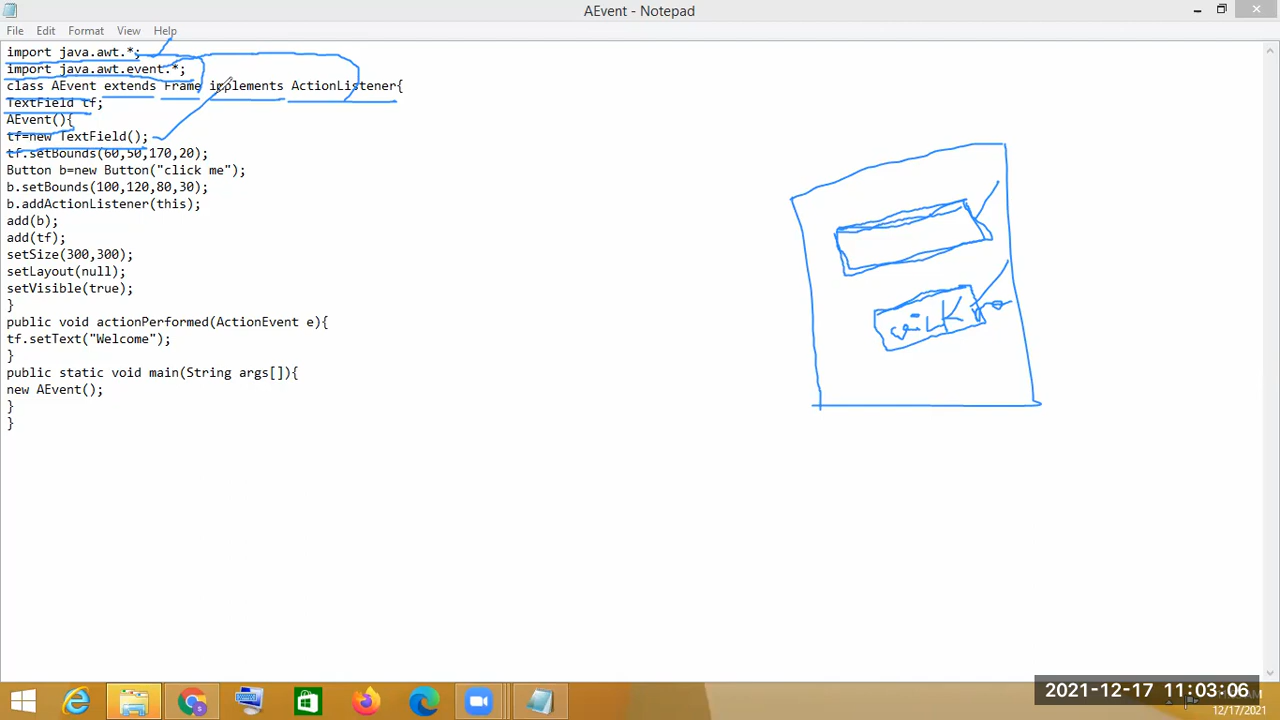 AEvent - Notepad
File Edit Format View Help
import java.awt.*;
import java.awt.event.*;
class AEvent extends Frame implements ActionListener{
TextField tf;
AEvent(){
tf=new TextField();
tf.setBounds(60,50,170,20);
Button b=new Button("click me");
b.setBounds(100,120,80,30);
b.addActionListener(this);
add(b);
add(tf);
setSize(300,300);
setLayout(null);
setVisible(true);
}
public void actionPerformed(ActionEvent e){
tf.setText("Welcome");
}
public static void main(String args[]){
new AEvent();
}
}
2021-12-17 11:03:06
12/17/2021